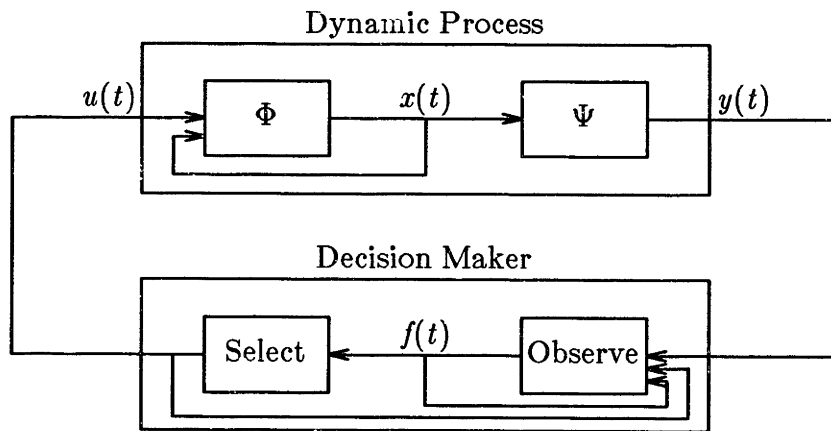 Dynamic Process
u(t)
Φ
x(t)
Ψ
y(t)
Decision Maker
Select
f(t)
Observe